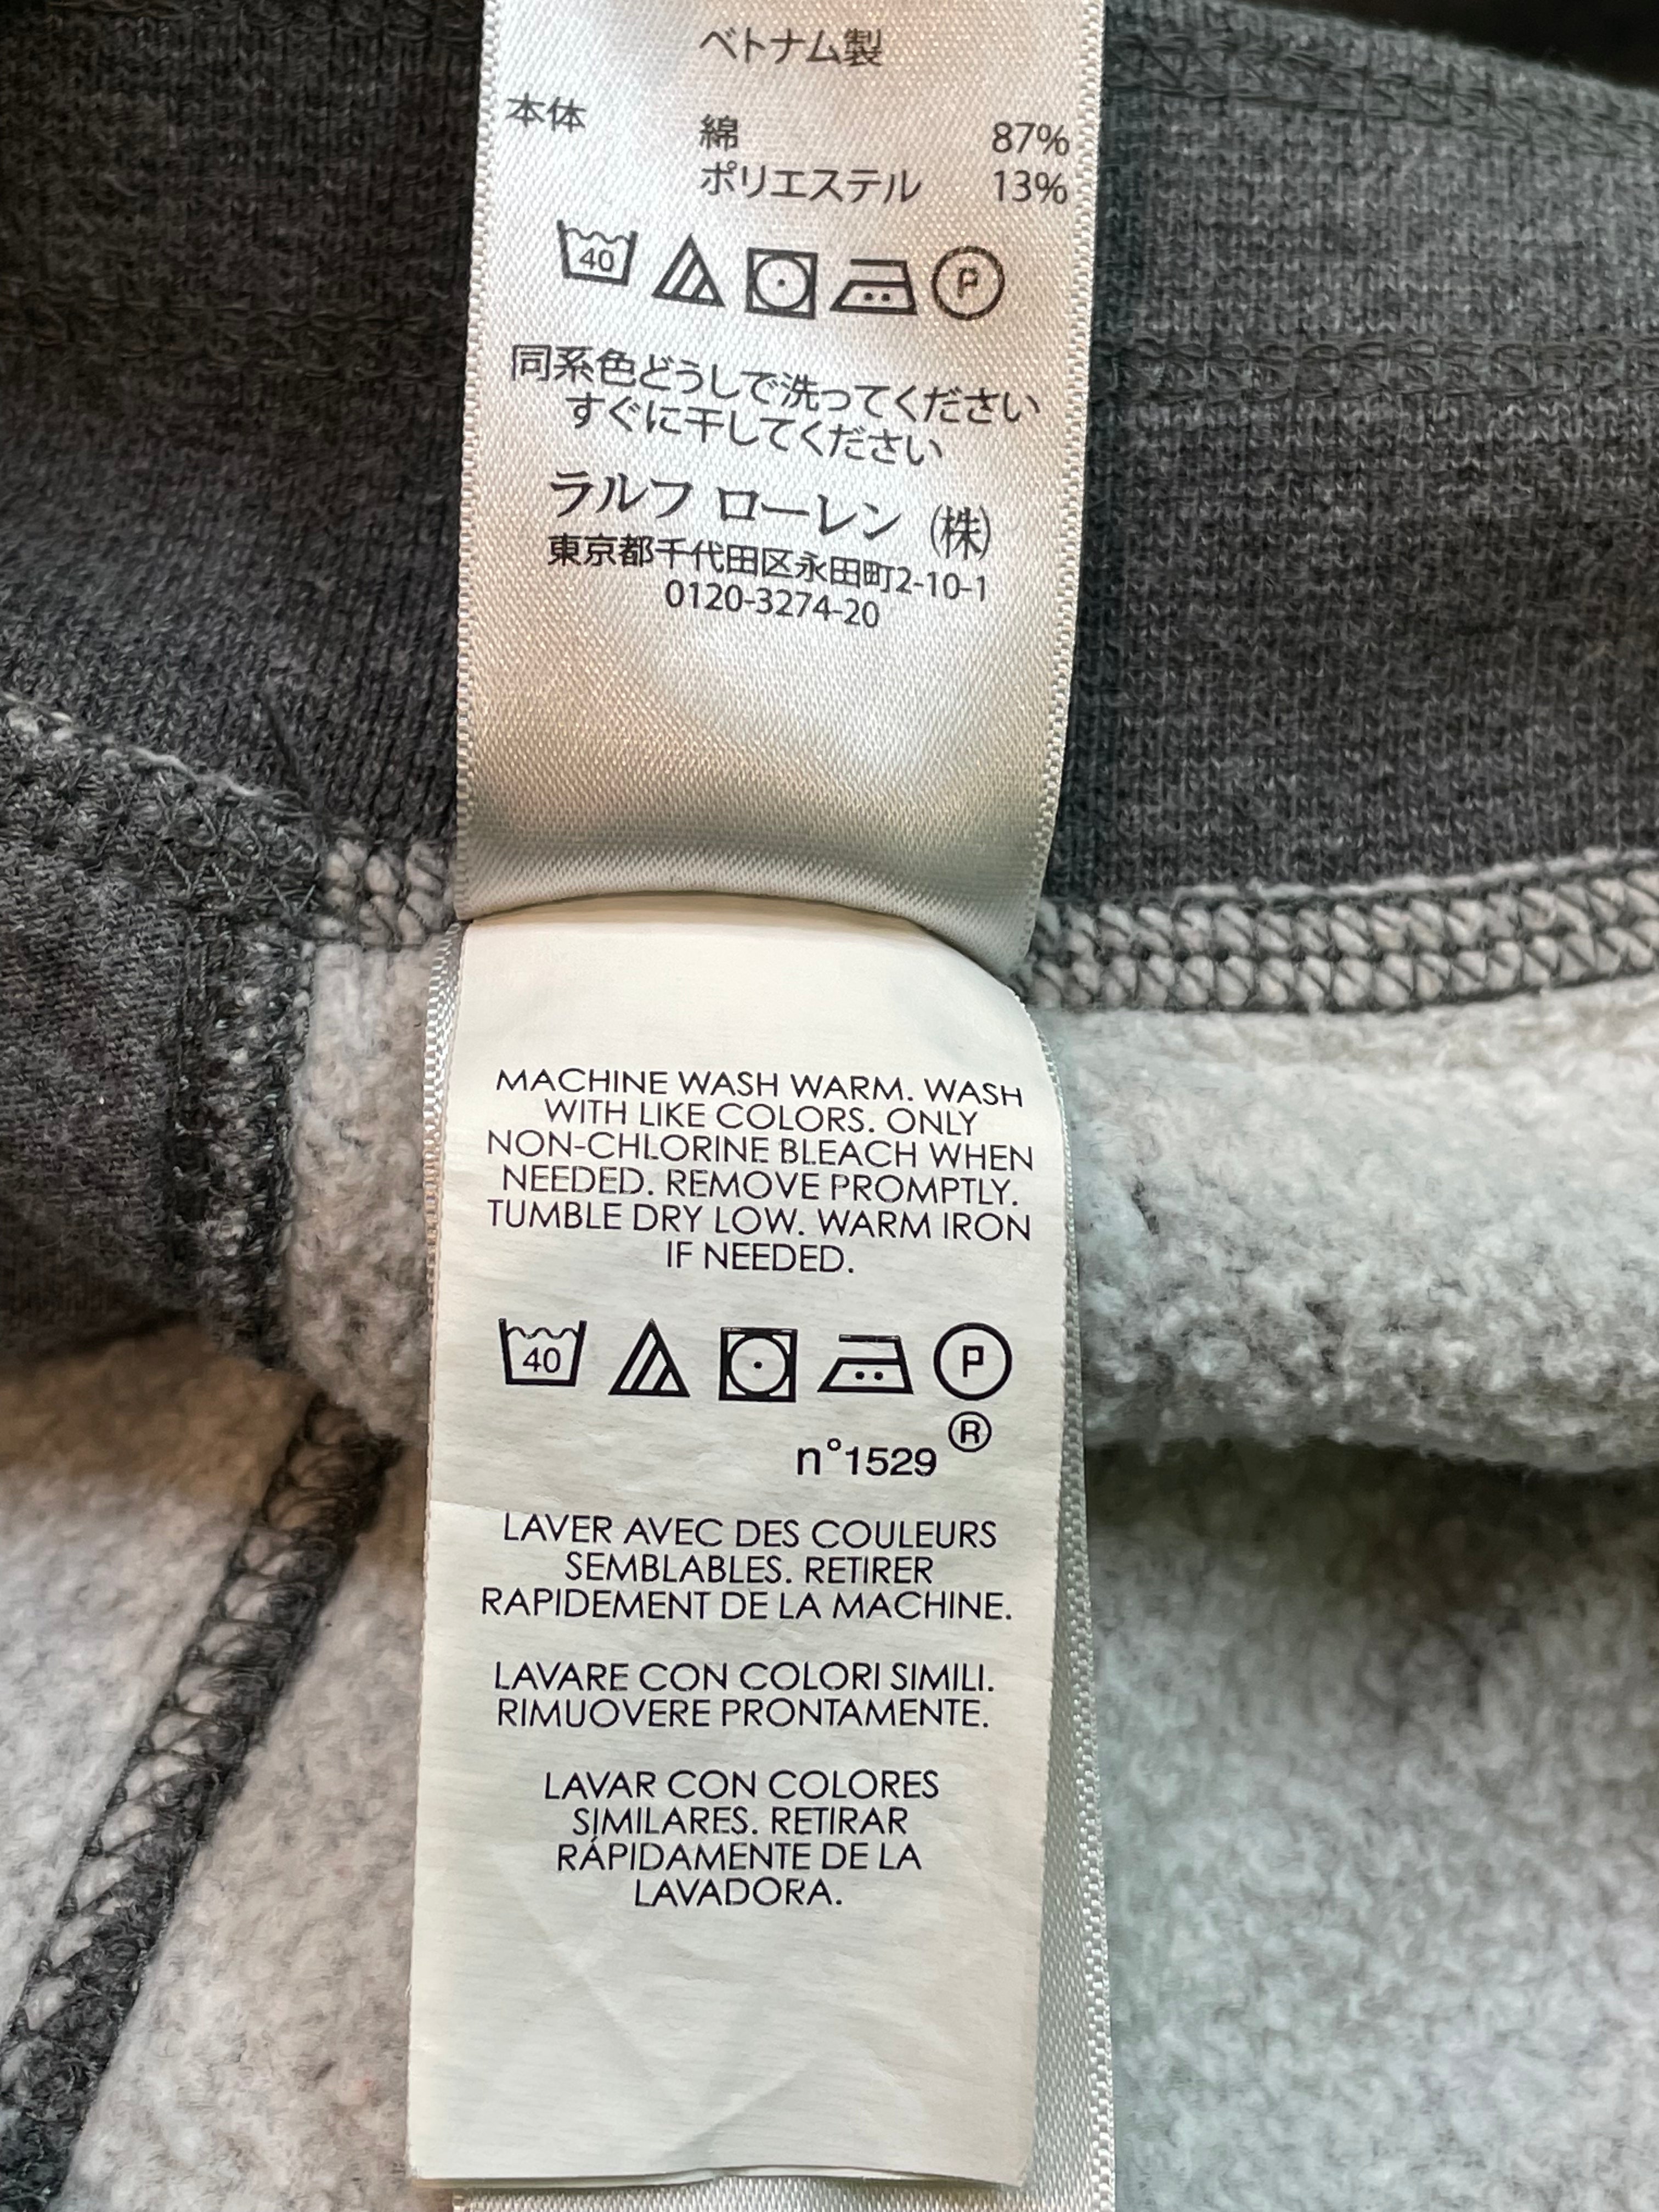 ベトナム製
本体 綿 87%
ポリエステル 13%
40 P
同系色どうしで洗ってください
すぐに干してください
ラルフ ローレン ㈱
東京都千代田区永田町2-10-1
0120-3274-20
MACHINE WASH WARM. WASH
WITH LIKE COLORS. ONLY
NON-CHLORINE BLEACH WHEN
NEEDED. REMOVE PROMPTLY.
TUMBLE DRY LOW. WARM IRON
IF NEEDED.
40 P
®
n°1529
LAVER AVEC DES COULEURS
SEMBLABLES. RETIRER
RAPIDEMENT DE LA MACHINE.
LAVARE CON COLORI SIMILI.
RIMUOVERE PRONTAMENTE.
LAVAR CON COLORES
SIMILARES. RETIRAR
RÁPIDAMENTE DE LA
LAVADORA.